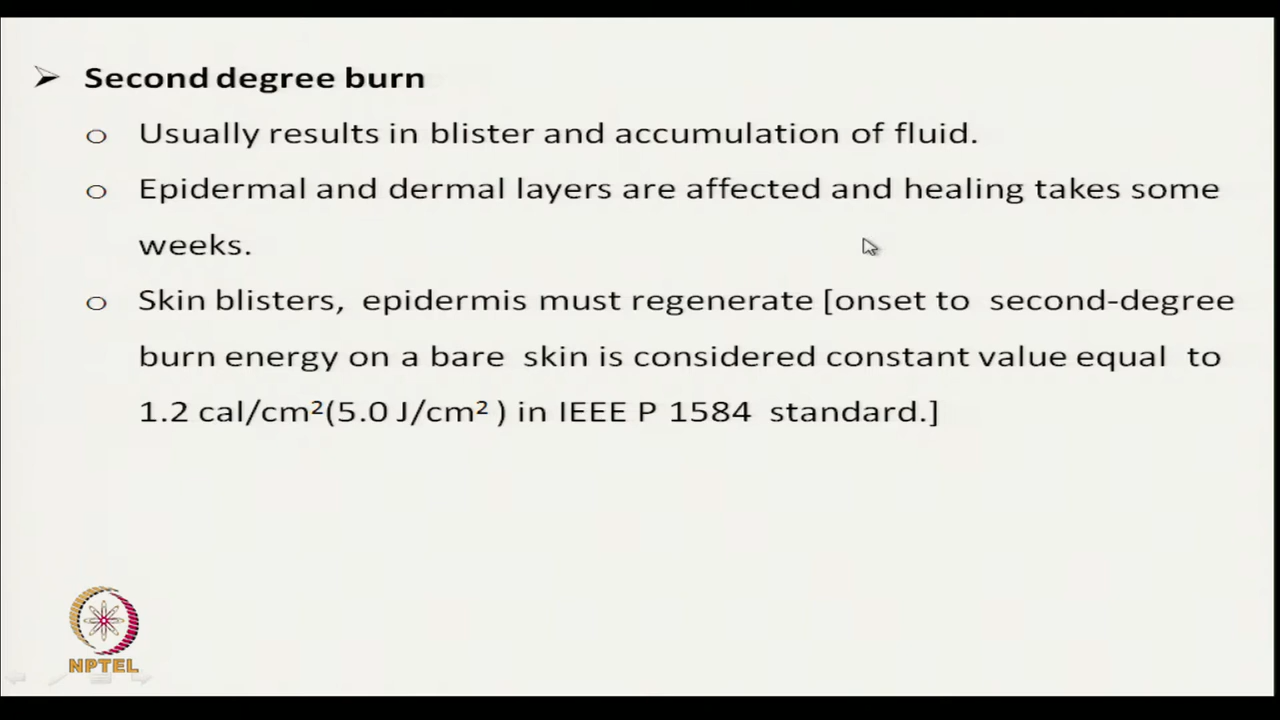 ➢ Second degree burn
o Usually results in blister and accumulation of fluid.
o Epidermal and dermal layers are affected and healing takes some
weeks.
o Skin blisters, epidermis must regenerate [onset to second-degree
burn energy on a bare skin is considered constant value equal to
1.2 cal/cm²(5.0 J/cm² ) in IEEE P 1584 standard.]
NPTEL